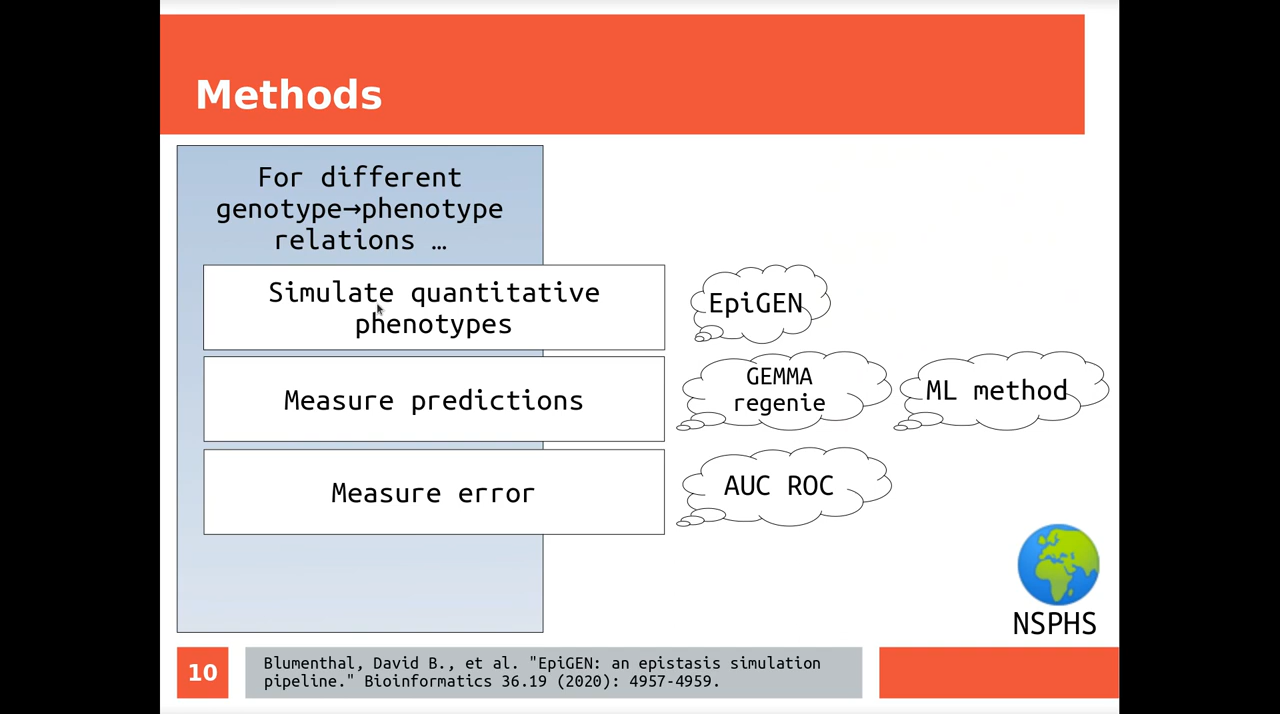 Methods
For different
genotype→phenotype
relations …
Simulate quantitative
phenotypes
EpiGEN
Measure predictions
GEMMA
regenie
ML method
Measure error
AUC ROC
NSPHS
10
Blumenthal, David B., et al. "EpiGEN: an epistasis simulation
pipeline." Bioinformatics 36.19 (2020): 4957-4959.